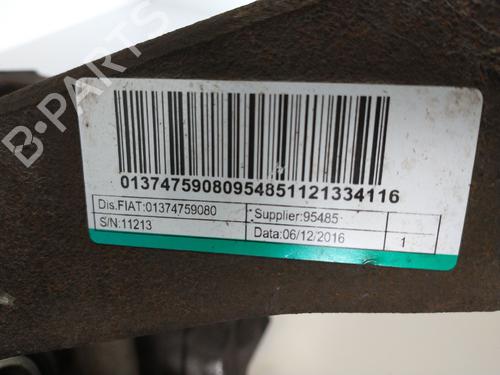 B-PARTS
01374759080954851121334116
Dis.FIAT:01374759080 Supplier:95485
S/N:11213 Data:06/12/2016 1